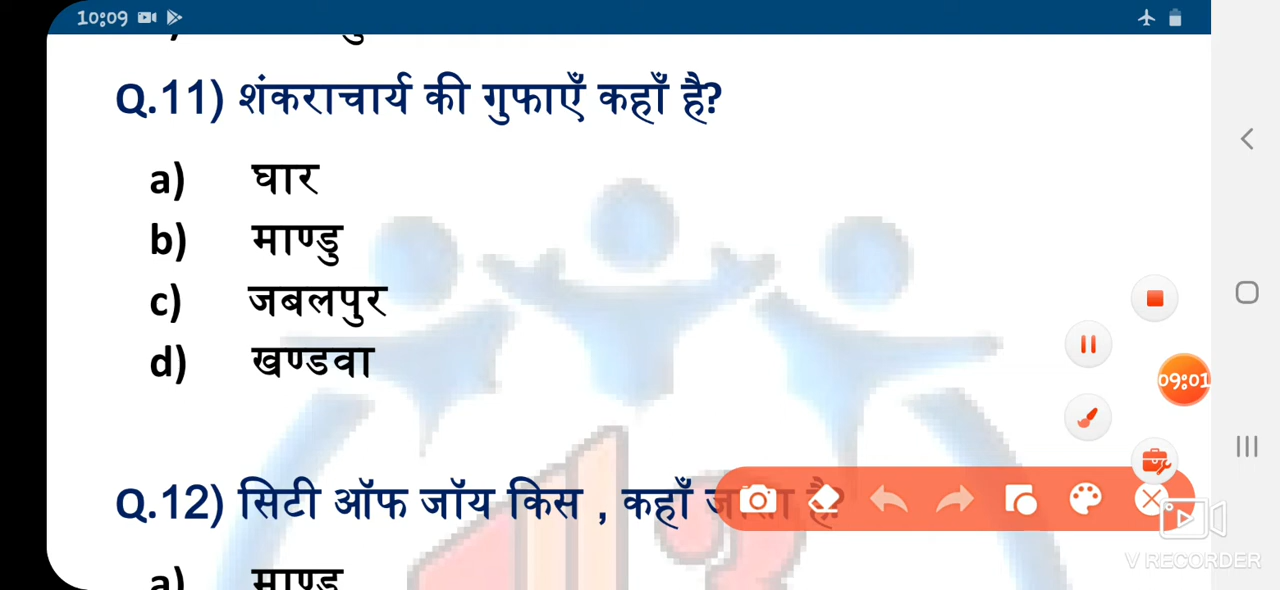 10:09
Q.11) शंकराचार्य की गुफाएँ कहाँ है?
a) घार
b) माण्डु
c) जबलपुर
d) खण्डवा
09:01
Q.12) सिटी ऑफ जॉय किस , कहाँ जाता है?
a) माण्डु
V RECORDER